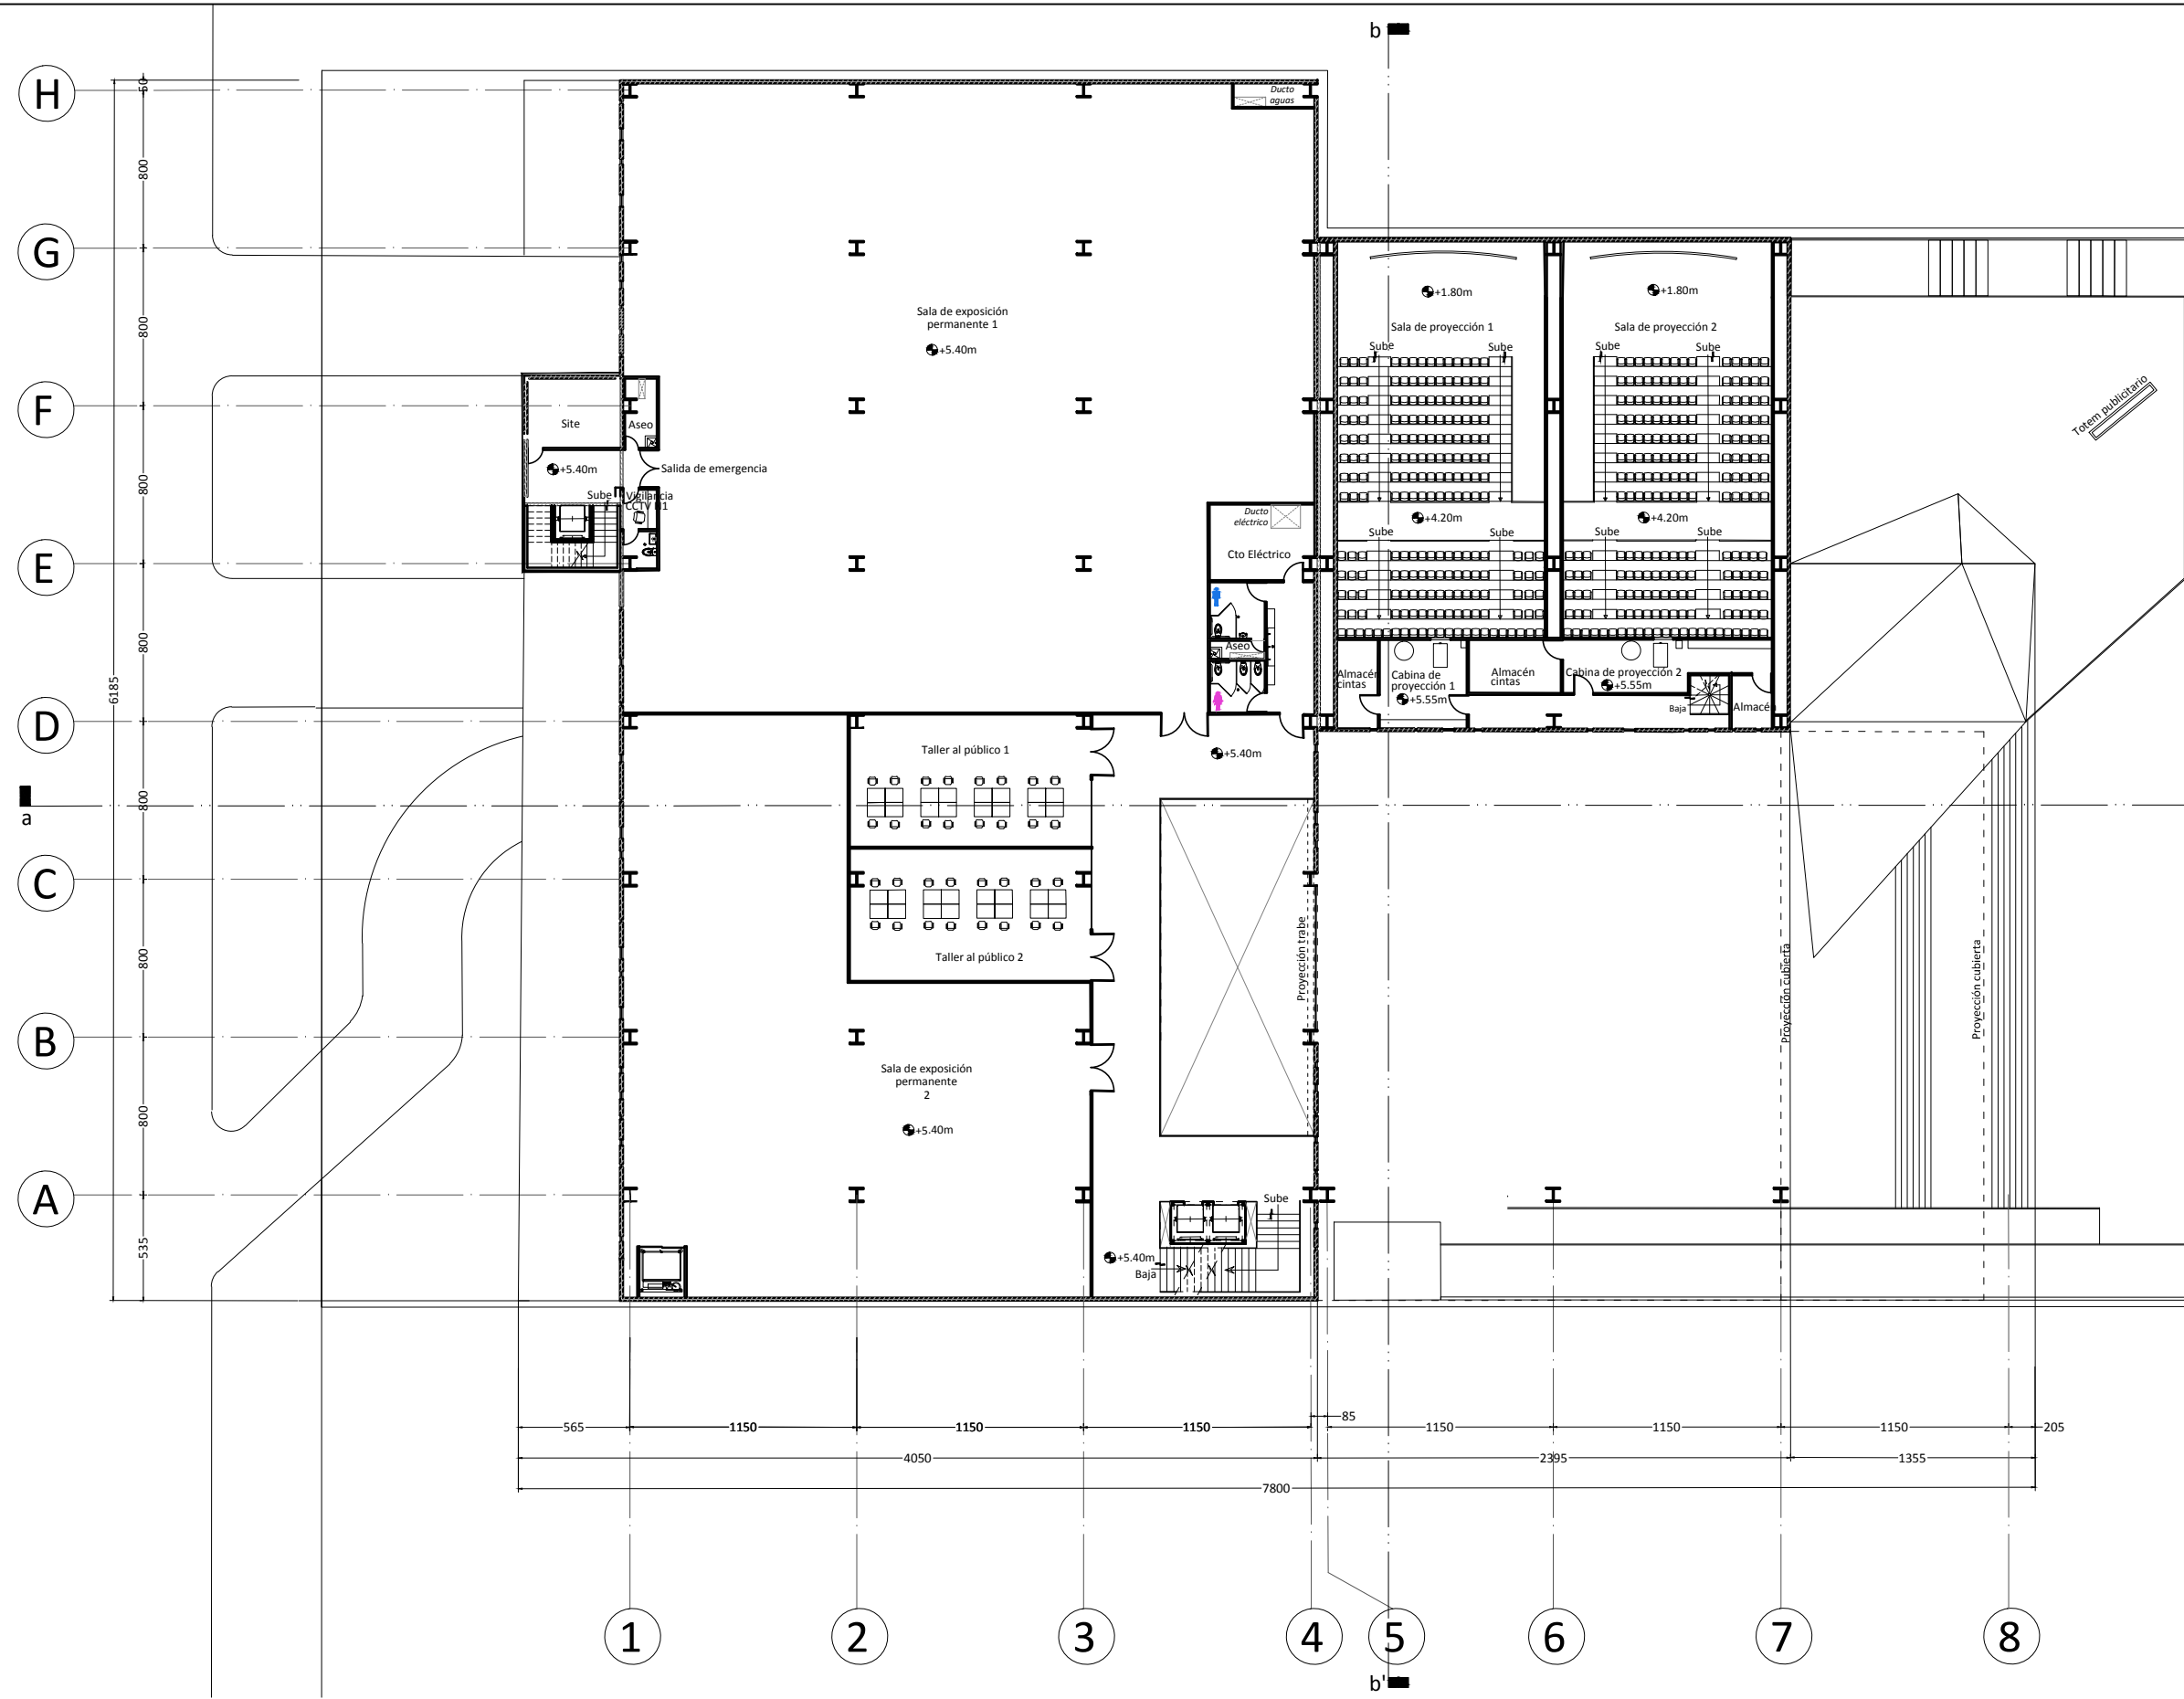 b
H
50
Ducto
aguas
800
G
+1.80m
+1.80m
800
Sala de exposición
permanente 1
+5.40m
Sala de proyección 1
Sala de proyección 2
Sube
Sube
Sube
Sube
Totem publicitario
F
Site
Aseo
+5.40m
Salida de emergencia
800
Sube
Vigilancia
CCTV N1
Ducto
eléctrico
+4.20m
+4.20m
Sube
Sube
Sube
Sube
Cto Eléctrico
E
800
Aseo
6185
Almacén
cintas
Cabina de
proyección 1
+5.55m
Almacén
cintas
Cabina de proyección 2
+5.55m
Baja
Almacén
D
Taller al público 1
+5.40m
800
a
C
Taller al público 2
800
Proyección trabe
Proyección cubierta
Proyección cubierta
B
Sala de exposición
permanente
2
+5.40m
800
A
Sube
535
+5.40m
Baja
85
565
1150
1150
1150
1150
1150
1150
205
4050
2395
1355
7800
1
2
3
4
5
6
7
8
b'